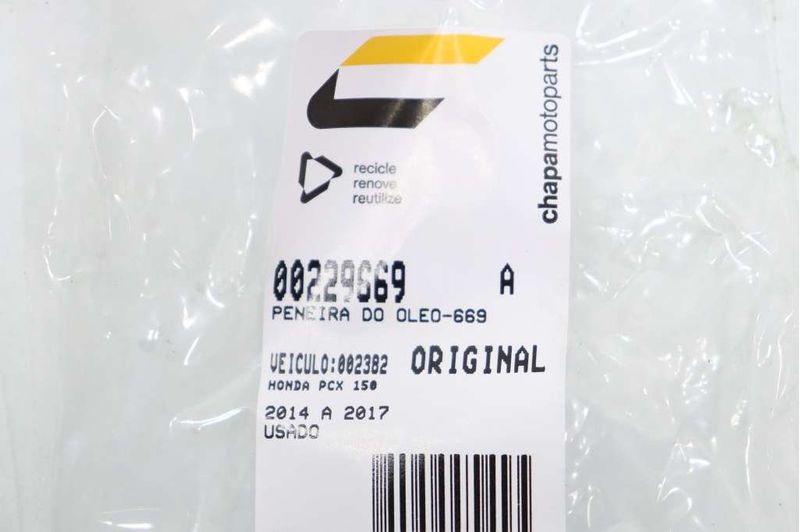 chapamotoparts
recicle
renove
reutilize
00229669 A
PENEIRA DO OLEO-669
VEICULO:002382 ORIGINAL
HONDA PCX 150
2014 A 2017
USADO